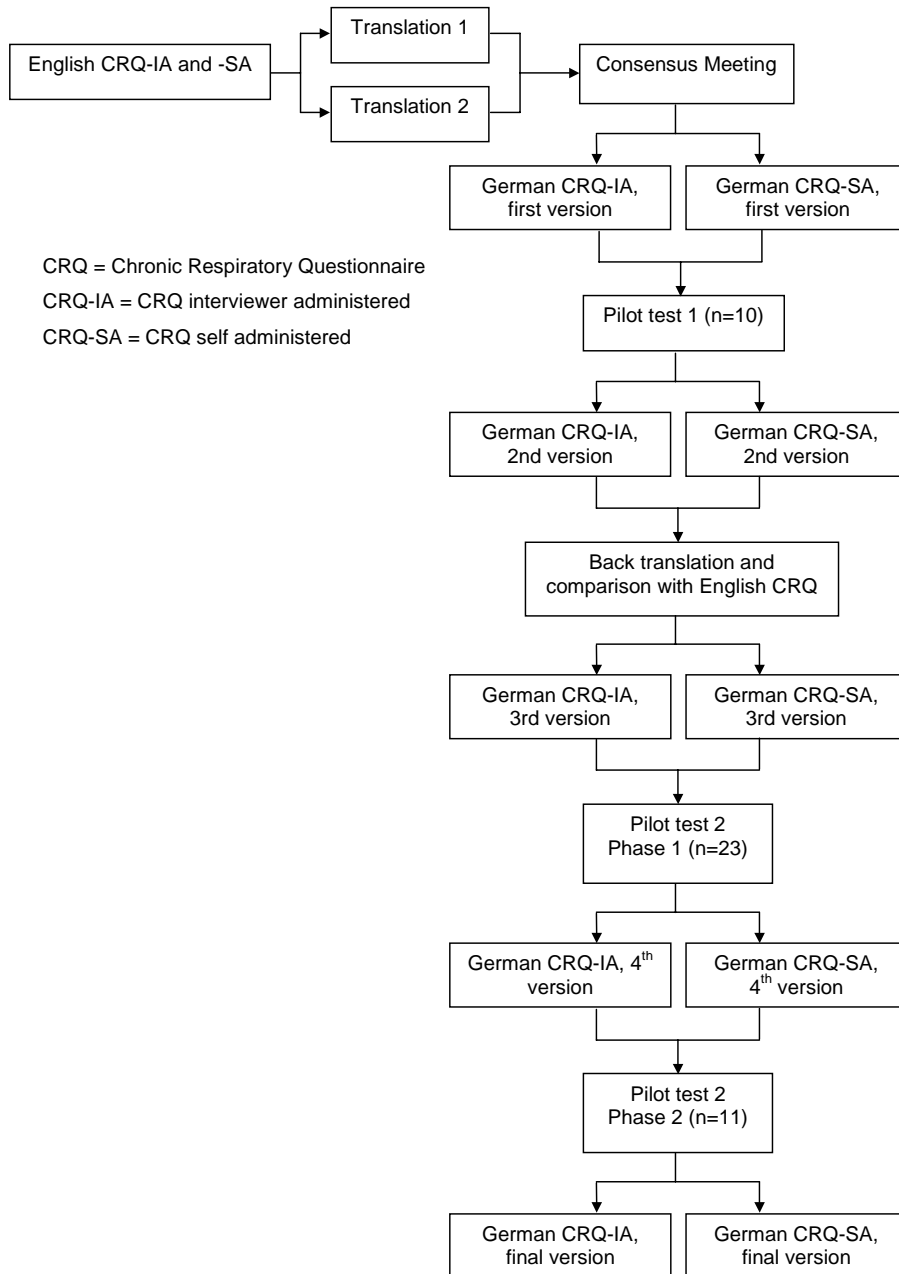 Translation 1
English CRQ-IA and -SA
Consensus Meeting
Translation 2
German CRQ-IA,
first version
German CRQ-SA,
first version
CRQ = Chronic Respiratory Questionnaire
CRQ-IA = CRQ interviewer administered
CRQ-SA = CRQ self administered
Pilot test 1 (n=10)
German CRQ-IA,
2nd version
German CRQ-SA,
2nd version
Back translation and
comparison with English CRQ
German CRQ-IA,
3rd version
German CRQ-SA,
3rd version
Pilot test 2
Phase 1 (n=23)
German CRQ-IA, 4th
version
German CRQ-SA,
4th version
Pilot test 2
Phase 2 (n=11)
German CRQ-IA,
final version
German CRQ-SA,
final version